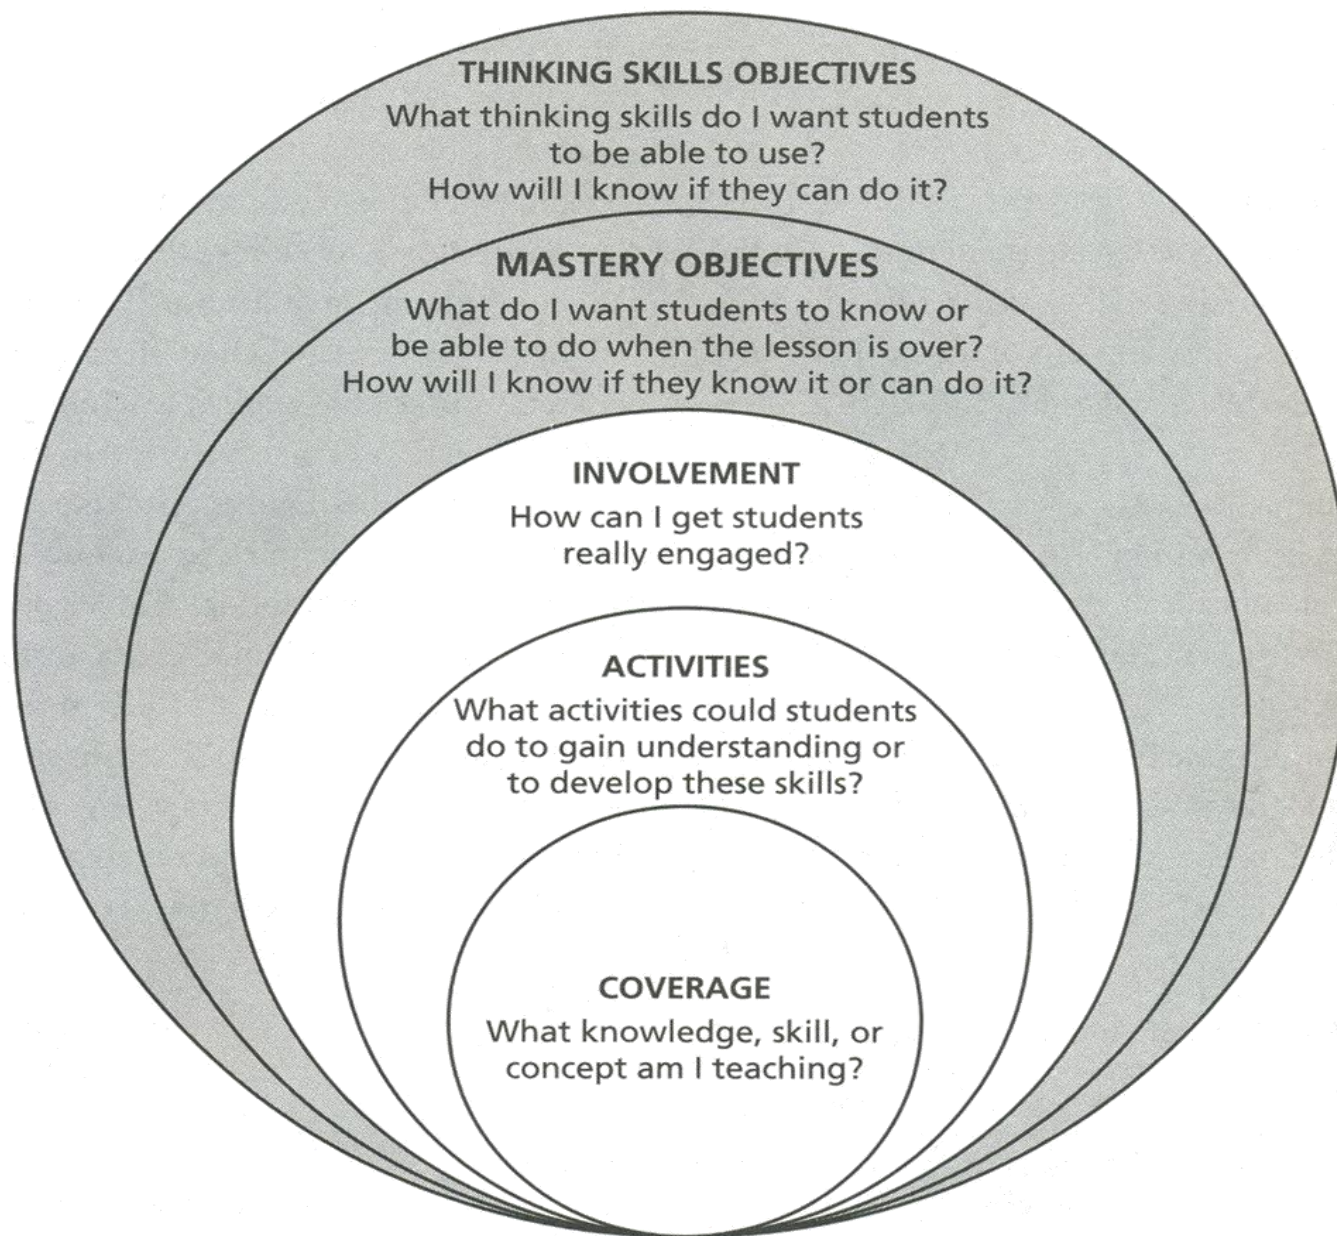 THINKING SKILLS OBJECTIVES
What thinking skills do I want students
to be able to use?
How will I know if they can do it?
MASTERY OBJECTIVES
What do I want students to know or
be able to do when the lesson is over?
How will I know if they know it or can do it?
INVOLVEMENT
How can I get students
really engaged?
ACTIVITIES
What activities could students
do to gain understanding or
to develop these skills?
COVERAGE
What knowledge, skill, or
concept am I teaching?